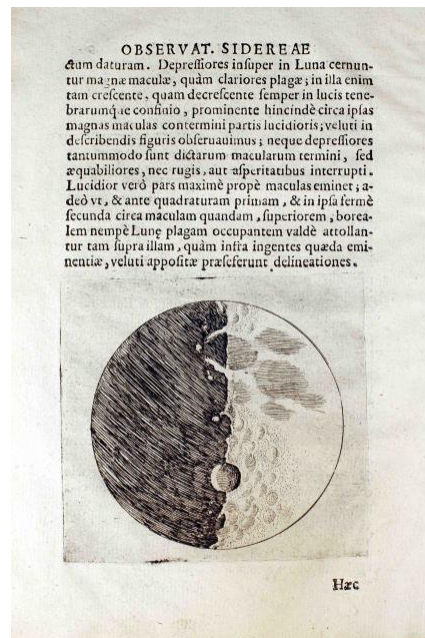 OBSERVAT. SIDEREAE
ctum daturam. Depreſſiores inſuper in Luna cernun-
tur magnæ maculæ, quàm clariores plagæ; in illa enim
tam creſcente, quam decreſcente ſemper in lucis tene-
brarumque confinio, prominente hincindè circa ipſas
magnas maculas contermini partis lucidioris; veluti in
deſcribendis figuris obſeruauimus; neque depreſſiores
tantummodo ſunt dictarum macularum termini, ſed
æquabiliores, nec rugis, aut aſperitatibus interrupti.
Lucidior verò pars maximè propè maculas eminet; a-
deò vt, & ante quadraturam primam, & in ipſa fermè
ſecunda circa maculam quandam, ſuperiorem, borea-
lem nempè Lunę plagam occupantem valdè attollan-
tur tam ſupra illam, quàm infra ingentes quæda emi-
nentiæ, veluti appoſitæ præſeferunt delineationes.
Hæc